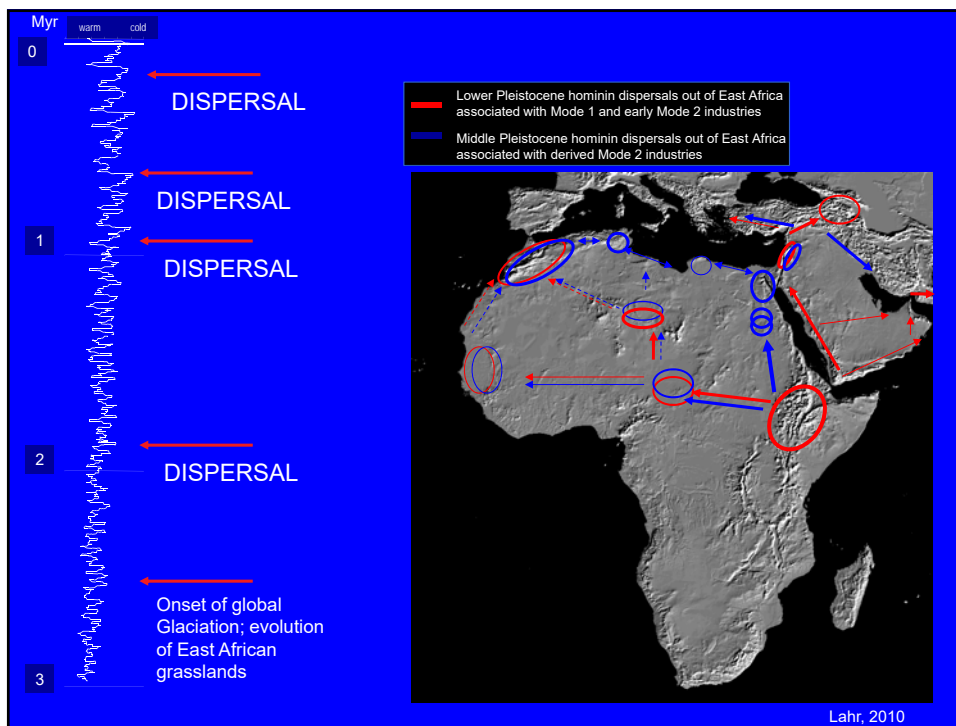 Myr
warm cold
0
DISPERSAL
DISPERSAL
1
DISPERSAL
2
DISPERSAL
Onset of global
Glaciation; evolution
of East African
grasslands
3
Lower Pleistocene hominin dispersals out of East Africa
associated with Mode 1 and early Mode 2 industries
Middle Pleistocene hominin dispersals out of East Africa
associated with derived Mode 2 industries
Lahr, 2010